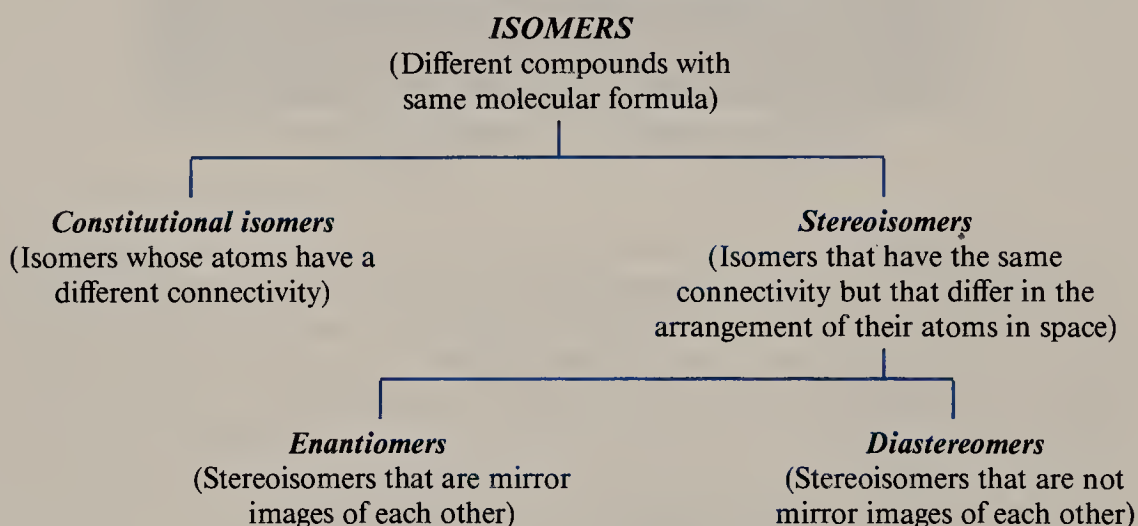 ISOMERS
(Different compounds with
same molecular formula)
Constitutional isomers
(Isomers whose atoms have a
different connectivity)
Stereoisomers
(Isomers that have the same
connectivity but that differ in the
arrangement of their atoms in space)
Enantiomers
(Stereoisomers that are mirror
images of each other)
Diastereomers
(Stereoisomers that are not
mirror images of each other)